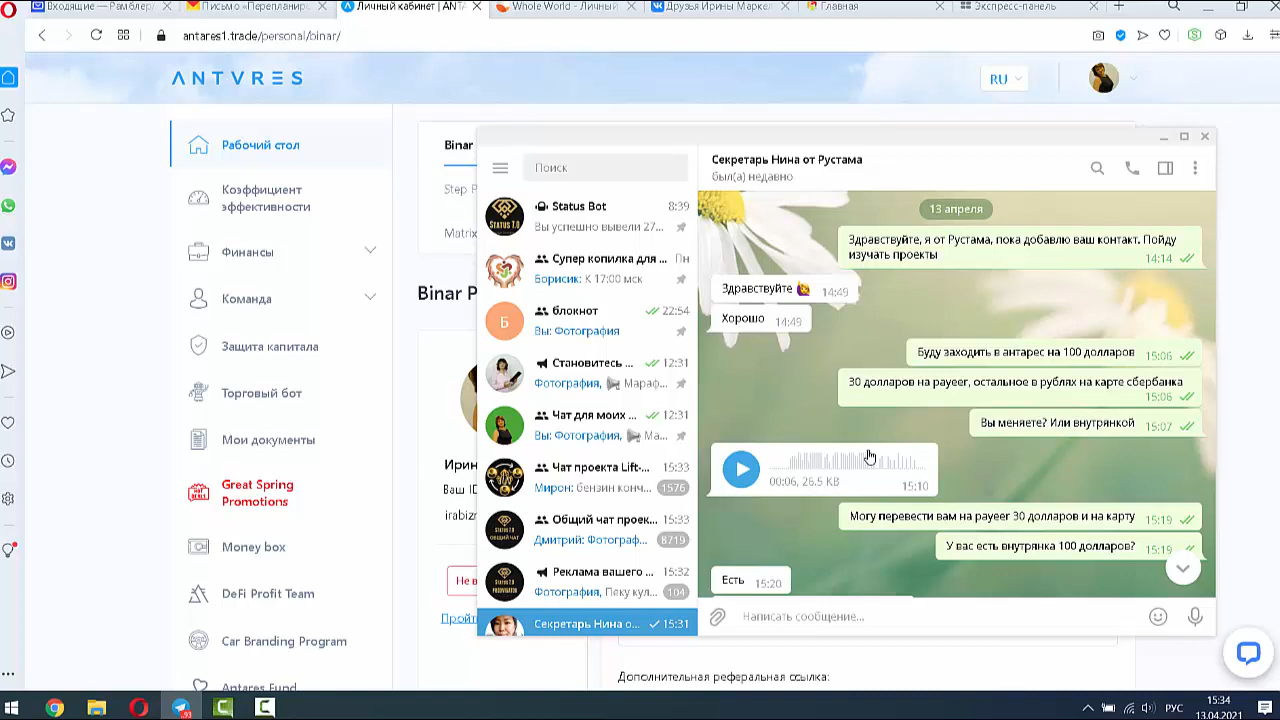 Входящие — Рамблер
Письмо «Перепланир
Личный кабинет | ANTA
Whole World - Личный
Друзья Ирины Маркел
Главная
Экспресс-панель
antares1.trade/personal/binar/
ANTARES
RU
Рабочий стол
Коэффициент
эффективности
Финансы
Команда
Защита капитала
Торговый бот
Мои документы
Great Spring
Promotions
Money box
DeFi Profit Team
Car Branding Program
Antares Fund
Binar
Step P
Matrix
Binar P
Ирин
Ваш ID
irabizn
Не в
Пройт
Дополнительная реферальная ссылка:
Поиск
Status Bot 8:39
Вы успешно вывели 27...
Супер копилка для ... Пн
Борисик: К 17:00 мск
Б
блокнот 22:54
Вы: Фотография
Становитесь ... 12:31
Фотография, Мараф...
Чат для моих ... 12:31
Вы: Фотография, Ма...
Чат проекта Lift-... 15:33
Мирон: бензин конч... 1576
Общий чат проек... 15:33
Дмитрий: Фотограф... 8719
Реклама вашего ... 15:32
Фотография, Пеку кул... 104
Секретарь Нина о... 15:31
Секретарь Нина от Рустама
был(а) недавно
13 апреля
Здравствуйте, я от Рустама, пока добавлю ваш контакт. Пойду
изучать проекты
14:14
Здравствуйте 14:49
Хорошо 14:49
Буду заходить в антарес на 100 долларов 15:06
30 долларов на payeer, остальное в рублях на карте сбербанка
15:06
Вы меняете? Или внутрянкой 15:07
00:06, 26.5 KB 15:10
Могу перевести вам на payeer 30 долларов и на карту 15:19
У вас есть внутрянка 100 долларов? 15:19
Есть 15:20
Написать сообщение...
93
РУС
15:34
13.04.2021